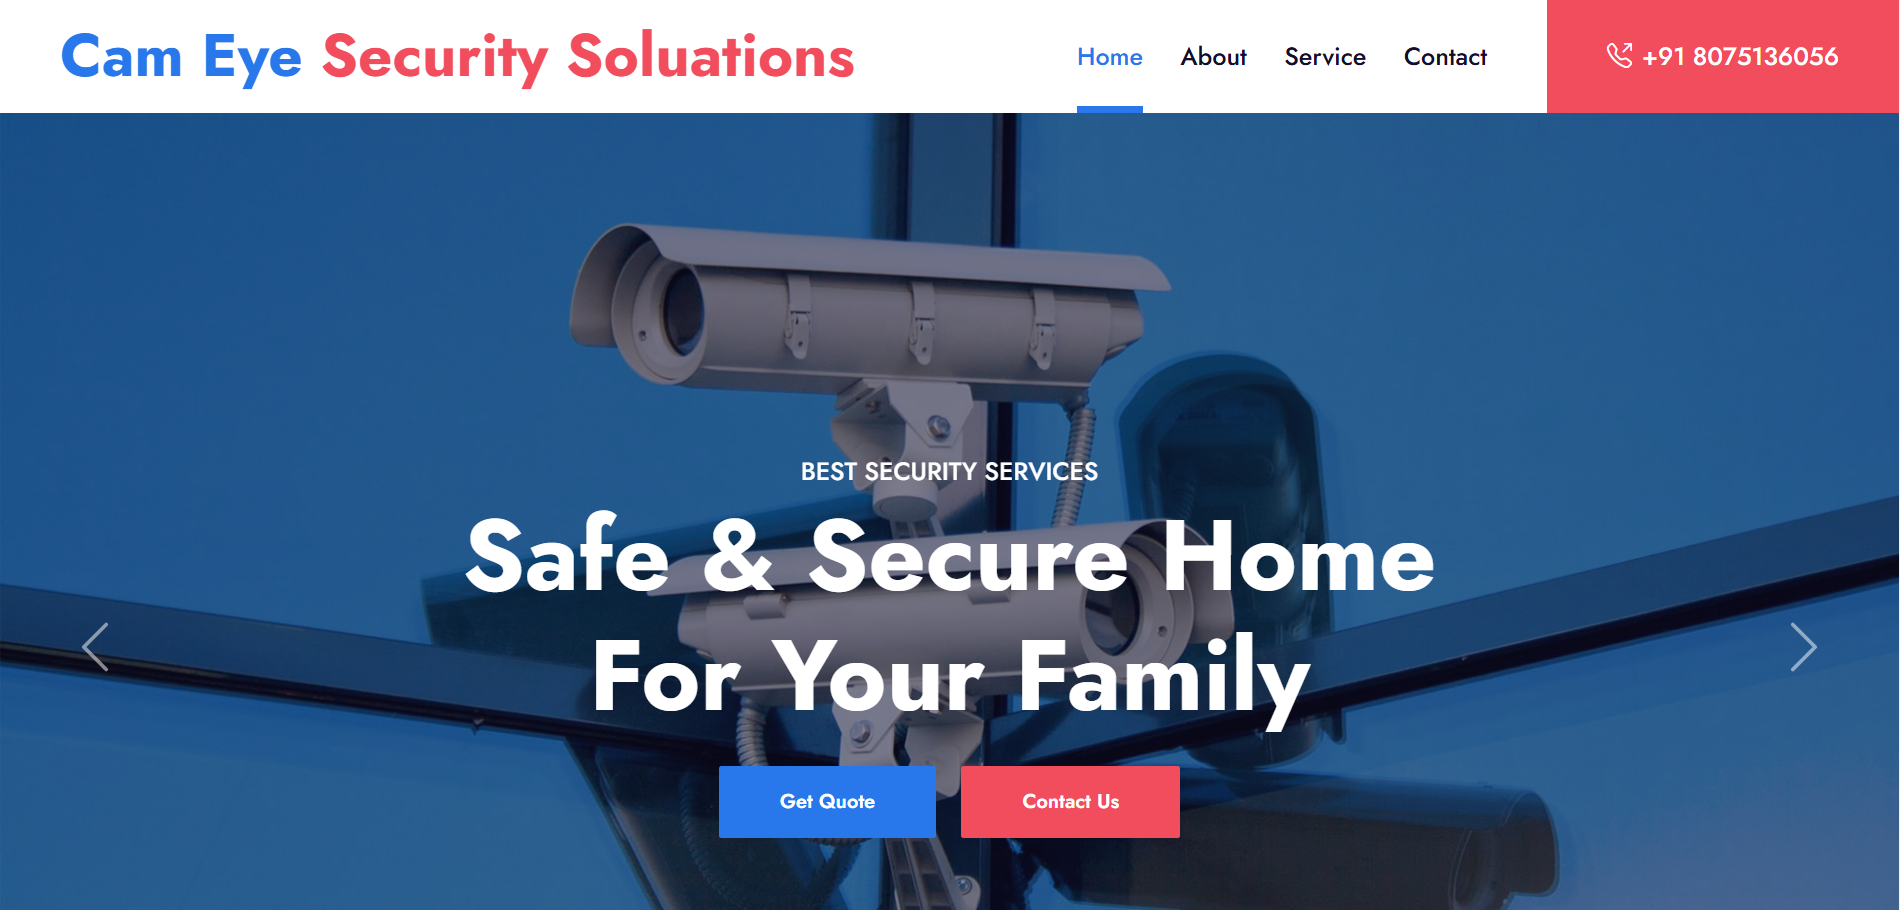 Cam Eye Security Soluations
Home About Service Contact
+91 8075136056
BEST SECURITY SERVICES
Safe & Secure Home
For Your Family
Get Quote
Contact Us